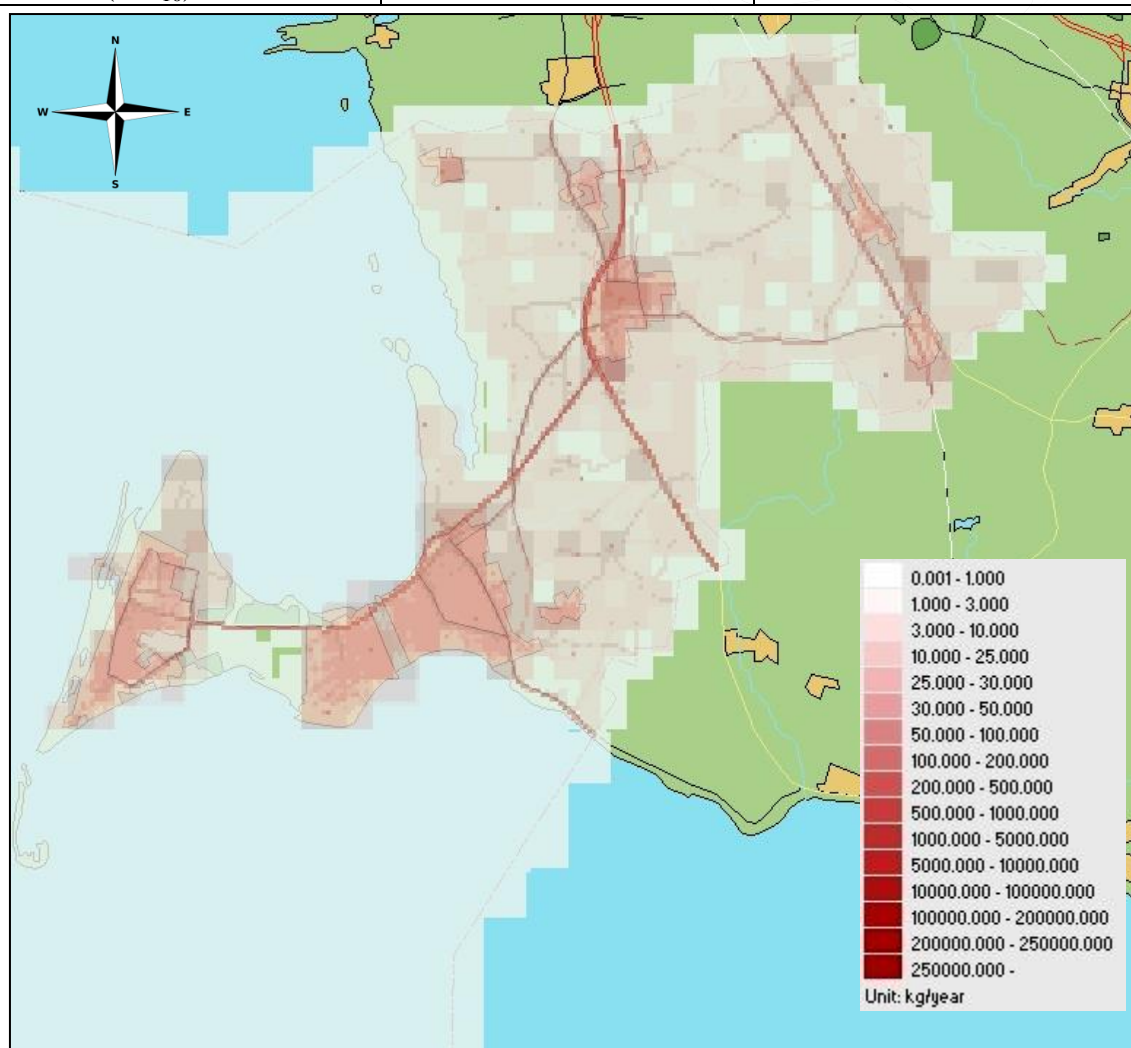 N
W E
S
0.001 - 1.000
1.000 - 3.000
3.000 - 10.000
10.000 - 25.000
25.000 - 30.000
30.000 - 50.000
50.000 - 100.000
100.000 - 200.000
200.000 - 500.000
500.000 - 1000.000
1000.000 - 5000.000
5000.000 - 10000.000
10000.000 - 100000.000
100000.000 - 200000.000
200000.000 - 250000.000
250000.000 -
Unit: kg/year